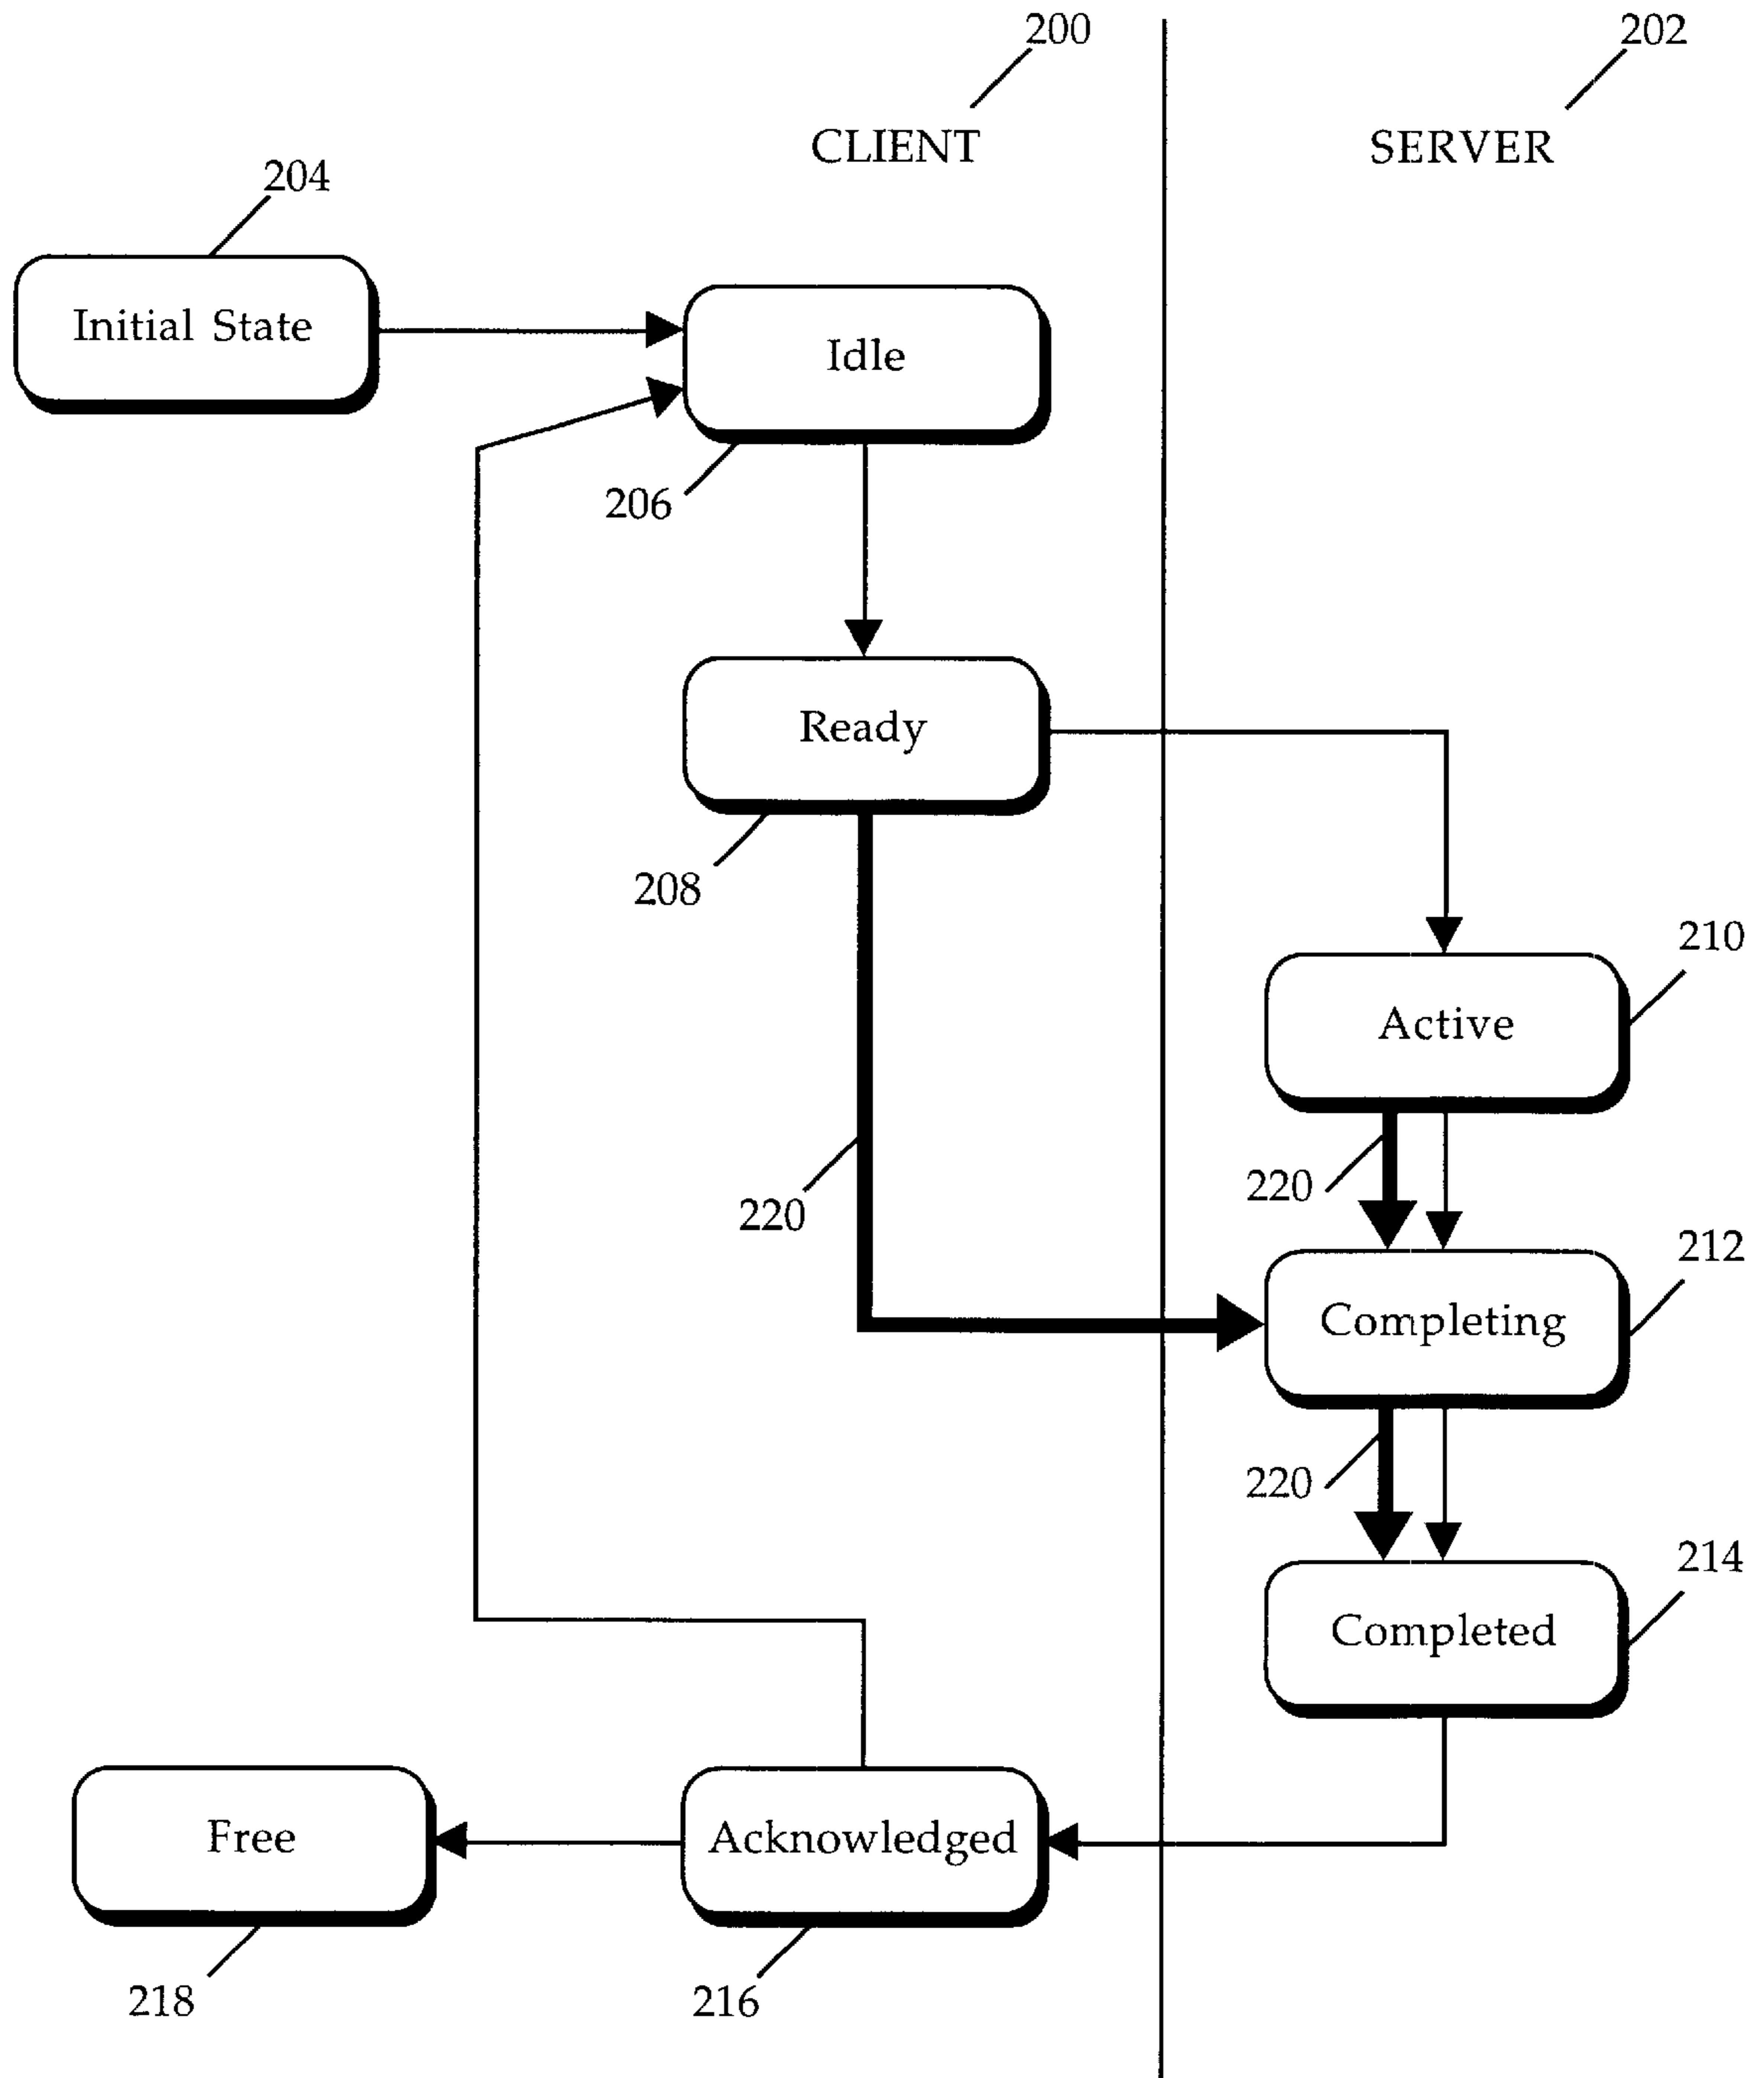 200
202
CLIENT
SERVER
204
Initial State
Idle
206
Ready
208
210
Active
220
220
212
Completing
220
214
Completed
Free
Acknowledged
218
216